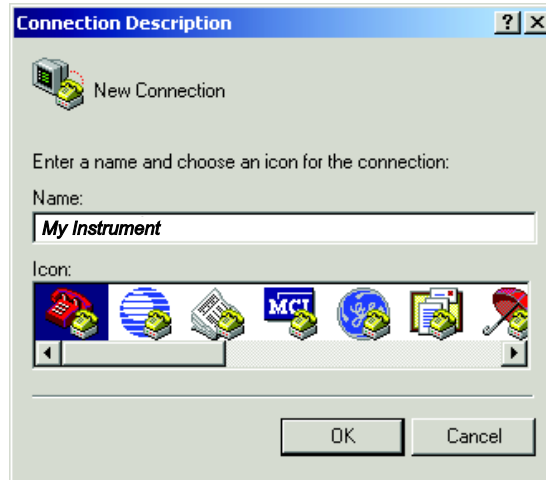 Connection Description
New Connection
Enter a name and choose an icon for the connection:
Name:
My Instrument
Icon:
MCI
OK Cancel